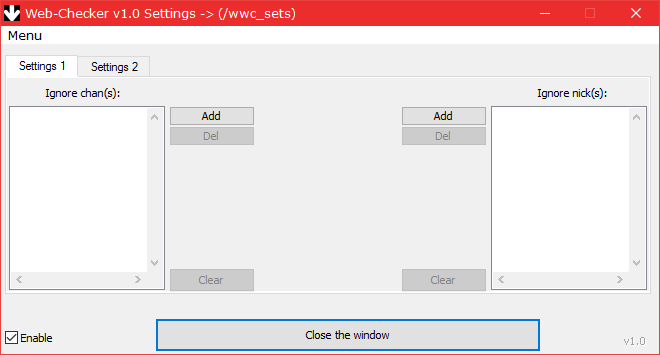 Web-Checker v1.0 Settings -> (/wwc_sets)
Menu
Settings 1 Settings 2
Ignore chan(s): Ignore nick(s):
Add Add
Del Del
Clear Clear
Enable Close the window v1.0